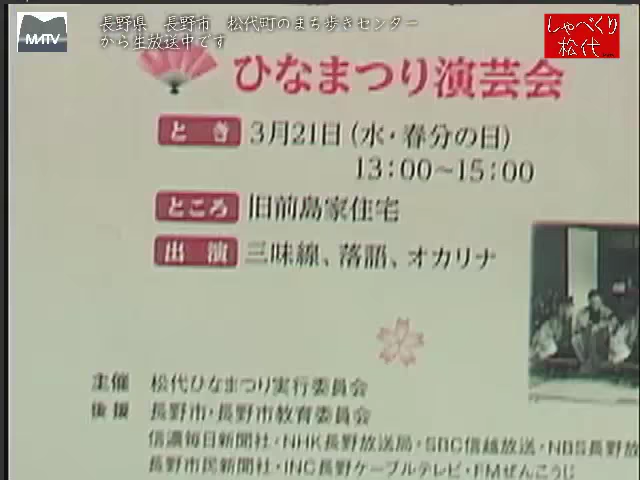 MATV
長野県 長野市 松代町のまち歩きセンター
から生放送中です
しゃべくり
松代
ひなまつり演芸会
とき 3月21日(水・春分の日)
13:00〜15:00
ところ 旧前島家住宅
出演 三味線、落語、オカリナ
主催 松代ひなまつり実行委員会
後援 長野市・長野市教育委員会
信濃毎日新聞社・NHK長野放送局・SBC信越放送・NBS長野放
長野市民新聞社・INC長野ケーブルテレビ・FMぜんこうじ